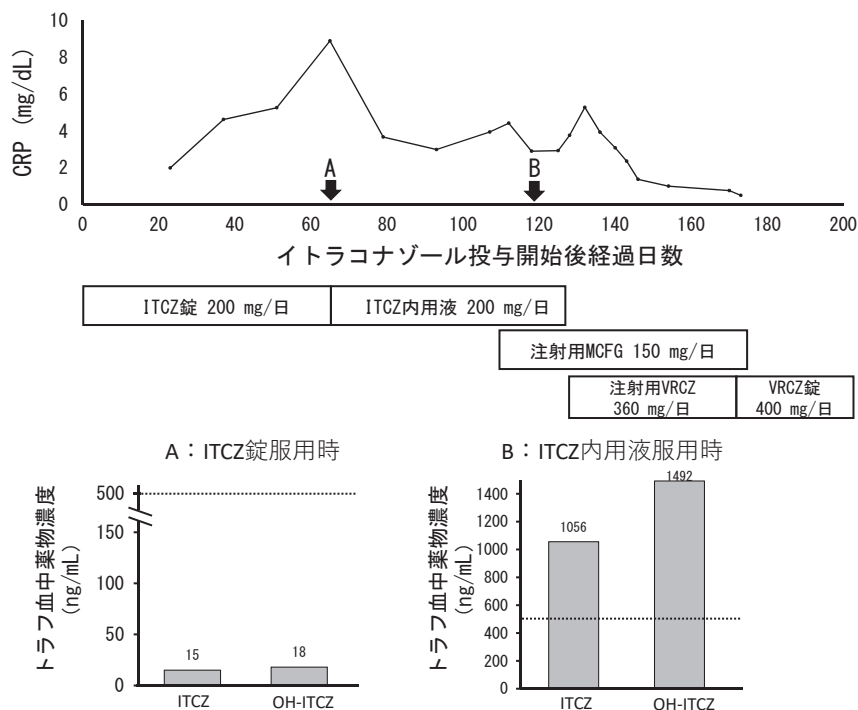 10
8
6
4
2
0
CRP (mg/dL)
A
B
0 20 40 60 80 100 120 140 160 180 200
イトラコナゾール投与開始後経過日数
ITCZ錠 200 mg/日
ITCZ内用液 200 mg/日
注射用MCFG 150 mg/日
注射用VRCZ
360 mg/日
VRCZ錠
400 mg/日
A：ITCZ錠服用時
トラフ血中薬物濃度
(ng/mL)
500
150
100
50
0
15
18
ITCZ OH-ITCZ
B：ITCZ内用液服用時
トラフ血中薬物濃度
(ng/mL)
1400
1200
1000
800
600
400
200
0
1056
1492
ITCZ OH-ITCZ